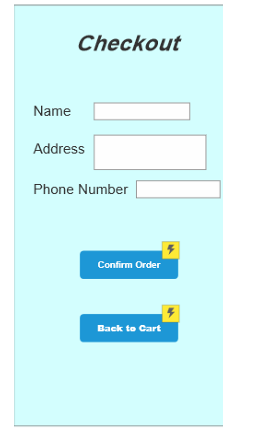 Checkout
Name
Address
Phone Number
Confirm Order
Back to Cart